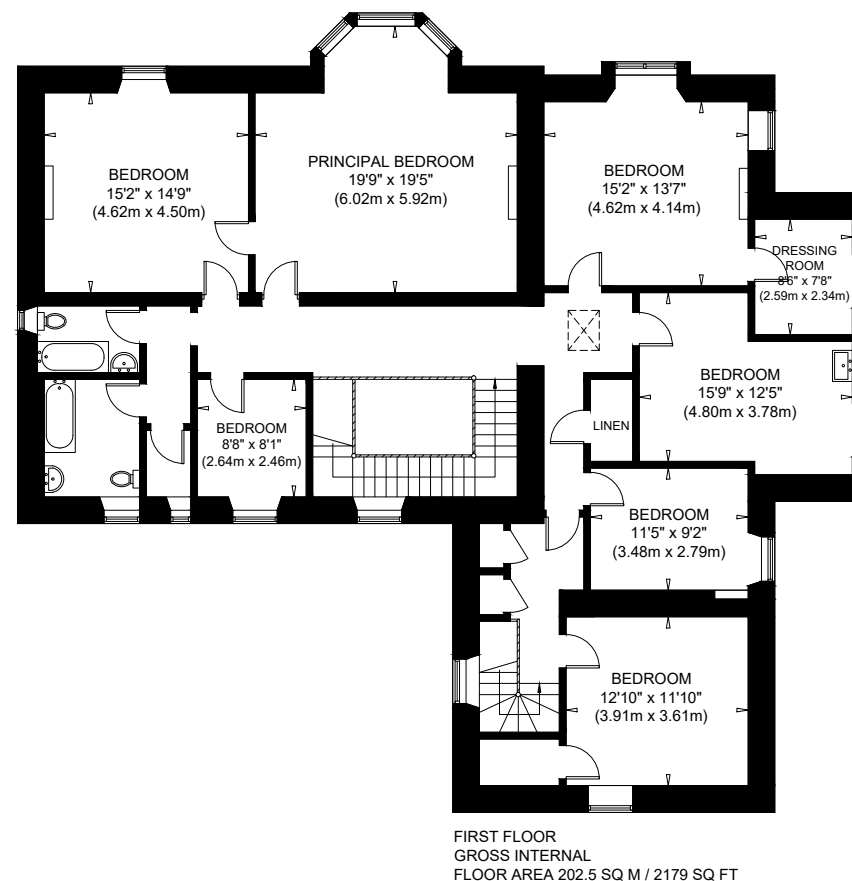 BEDROOM
15'2" x 14'9"
(4.62m x 4.50m)
PRINCIPAL BEDROOM
19'9" x 19'5"
(6.02m x 5.92m)
BEDROOM
15'2" x 13'7"
(4.62m x 4.14m)
DRESSING
ROOM
8'6" x 7'8"
(2.59m x 2.34m)
BEDROOM
15'9" x 12'5"
(4.80m x 3.78m)
BEDROOM
8'8" x 8'1"
(2.64m x 2.46m)
LINEN
BEDROOM
11'5" x 9'2"
(3.48m x 2.79m)
BEDROOM
12'10" x 11'10"
(3.91m x 3.61m)
FIRST FLOOR
GROSS INTERNAL
FLOOR AREA 202.5 SQ M / 2179 SQ FT